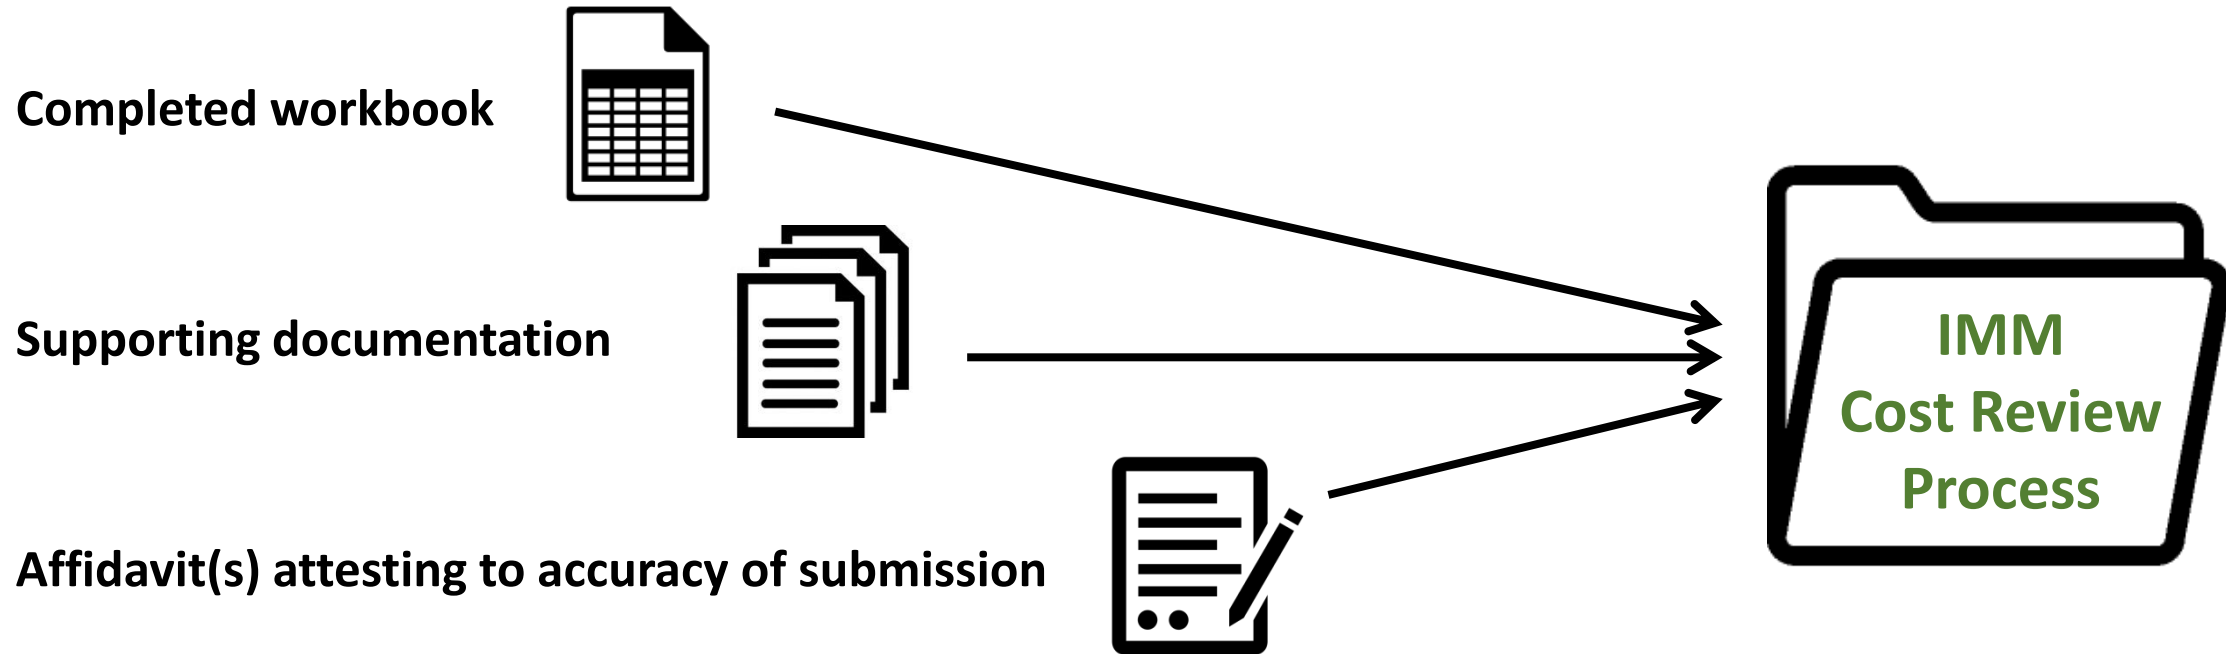 Completed workbook
Supporting documentation
Affidavit(s) attesting to accuracy of submission
IMM
Cost Review
Process